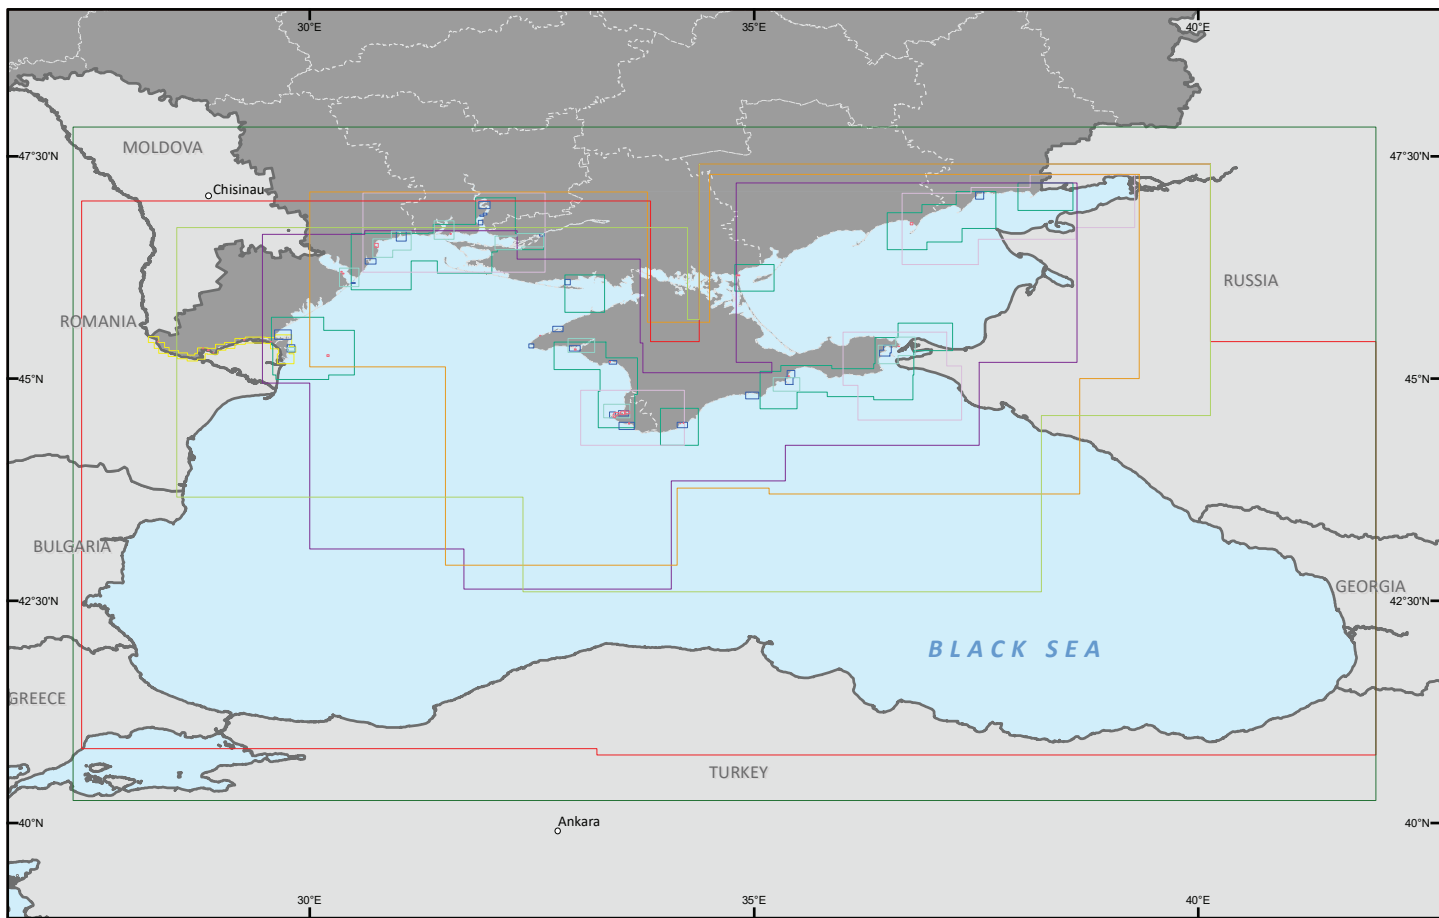 30°E 35°E 40°E
47°30'N MOLDOVA 47°30'N
Chisinau
RUSSIA
ROMANIA
45°N 45°N
BULGARIA
GEORGIA
42°30'N 42°30'N
BLACK SEA
GREECE
TURKEY
40°N Ankara 40°N
30°E 35°E 40°E